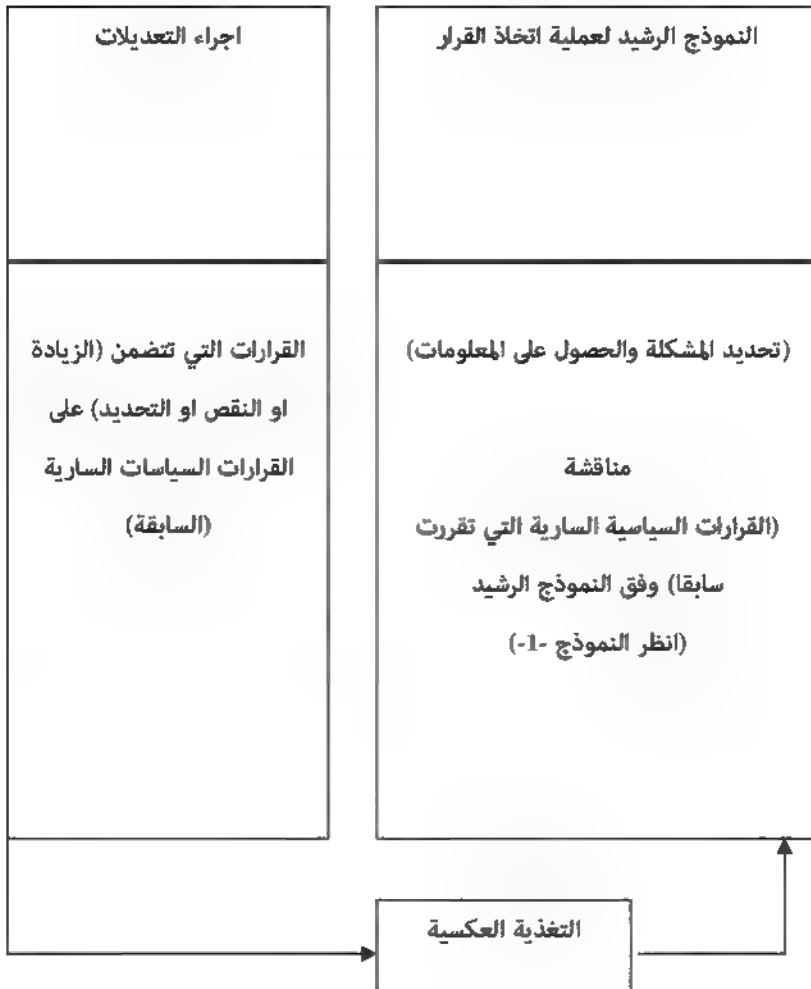 النموذج الرشيد لعملية اتخاذ القرار
(تحديد المشكلة والحصول على المعلومات)
مناقشة
(القرارات السياسية السارية التي تقررت
سابقا) وفق النموذج الرشيد
(انظر النموذج -1-)
اجراء التعديلات
القرارات التي تتضمن (الزيادة
او النقص او التحديد) على
القرارات السياسات السارية
(السابقة)
التغذية العكسية